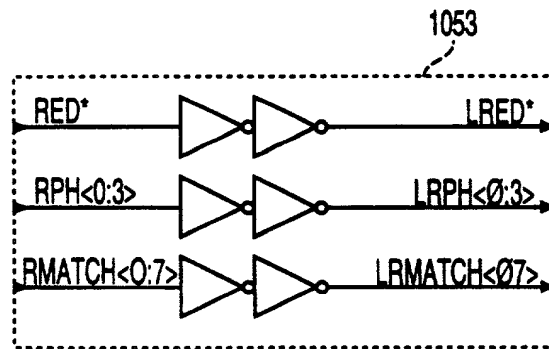 1053
RED* LRED*
RPH<0:3> LRPH<Ø:3>
RMATCH<0:7> LRMATCH<Ø7>